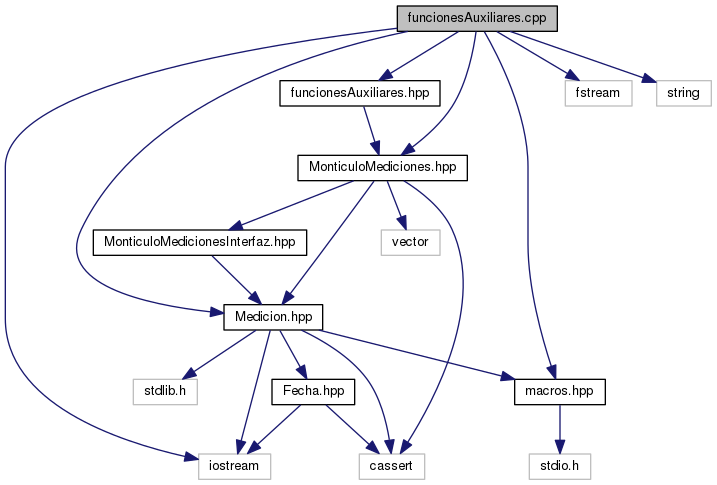 funcionesAuxiliares.cpp
funcionesAuxiliares.hpp
fstream
string
MonticuloMediciones.hpp
MonticuloMedicionesInterfaz.hpp
vector
Medicion.hpp
stdlib.h
Fecha.hpp
macros.hpp
iostream
cassert
stdio.h